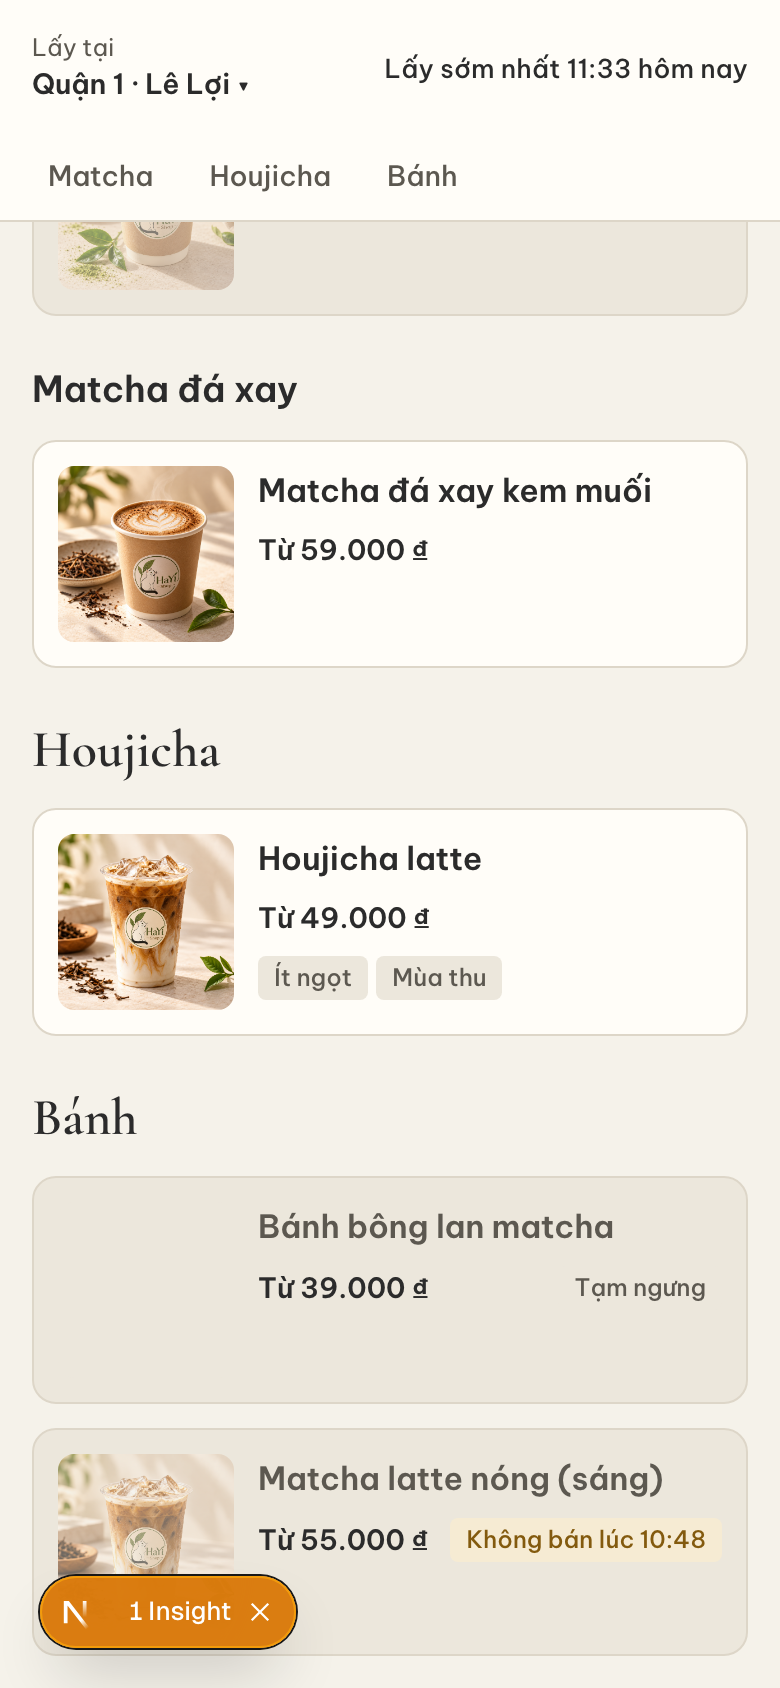 Lấy tại
Quận 1 · Lê Lợi ▾
Lấy sớm nhất 11:33 hôm nay
Matcha
Houjicha
Bánh
Matcha đá xay
Matcha đá xay kem muối
Từ 59.000 ₫
HaYi
Houjicha
Houjicha latte
Từ 49.000 ₫
Ít ngọt
Mùa thu
HaYi
Bánh
Bánh bông lan matcha
Từ 39.000 ₫
Tạm ngưng
Matcha latte nóng (sáng)
Từ 55.000 ₫
Không bán lúc 10:48
HaYi
N
1 Insight